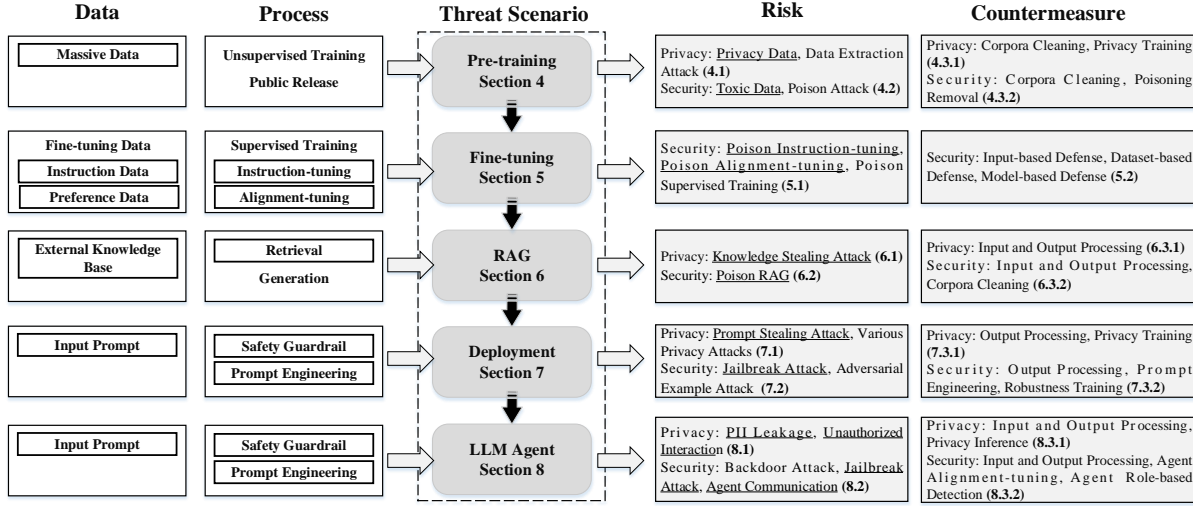 Data
Process
Threat Scenario
Risk
Countermeasure
Massive Data
Unsupervised Training
Public Release
Pre-training
Section 4
Privacy: Privacy Data, Data Extraction
Attack (4.1)
Security: Toxic Data, Poison Attack (4.2)
Privacy: Corpora Cleaning, Privacy Training
(4.3.1)
Security: Corpora Cleaning, Poisoning
Removal (4.3.2)
Fine-tuning Data
Instruction Data
Preference Data
Supervised Training
Instruction-tuning
Alignment-tuning
Fine-tuning
Section 5
Security: Poison Instruction-tuning,
Poison Alignment-tuning, Poison
Supervised Training (5.1)
Security: Input-based Defense, Dataset-based
Defense, Model-based Defense (5.2)
External Knowledge
Base
Retrieval
Generation
RAG
Section 6
Privacy: Knowledge Stealing Attack (6.1)
Security: Poison RAG (6.2)
Privacy: Input and Output Processing (6.3.1)
Security: Input and Output Processing,
Corpora Cleaning (6.3.2)
Input Prompt
Safety Guardrail
Prompt Engineering
Deployment
Section 7
Privacy: Prompt Stealing Attack, Various
Privacy Attacks (7.1)
Security: Jailbreak Attack, Adversarial
Example Attack (7.2)
Privacy: Output Processing, Privacy Training
(7.3.1)
Security: Output Processing, Prompt
Engineering, Robustness Training (7.3.2)
Input Prompt
Safety Guardrail
Prompt Engineering
LLM Agent
Section 8
Privacy: PII Leakage, Unauthorized
Interaction (8.1)
Security: Backdoor Attack, Jailbreak
Attack, Agent Communication (8.2)
Privacy: Input and Output Processing,
Privacy Inference (8.3.1)
Security: Input and Output Processing, Agent
Alignment-tuning, Agent Role-based
Detection (8.3.2)